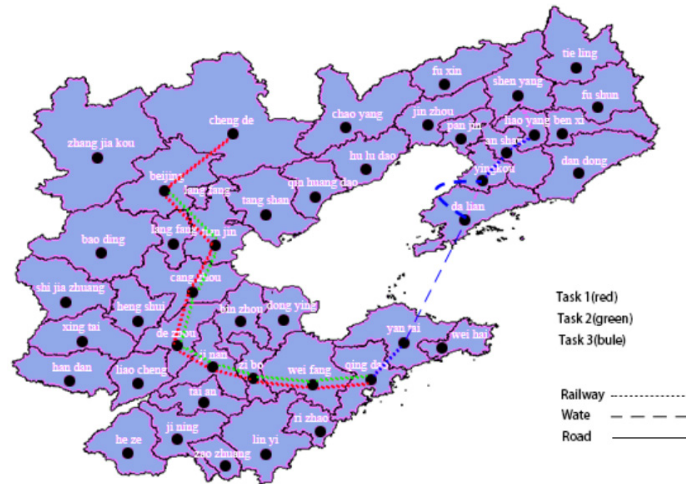 tie ling
fu xin
shen yang
fu shun
cheng de
chao yang
jin zhou
liao yang
ben xi
pan jin
an shan
zhang jia kou
hu lu dao
dan dong
ying kou
beijing
lang fang
qin huang dao
tang shan
da lian
lang fang
tian jin
bao ding
cang zhou
shi jia zhuang
heng shui
bin zhou
dong ying
Task 1(red)
Task 2(green)
Task 3(bule)
xing tai
de zhou
yan tai
wei hai
han dan
liao cheng
ji nan
zi bo
wei fang
qing dao
tai an
Railway
Wate
Road
ri zhao
he ze
ji ning
lin yi
zao zhuang